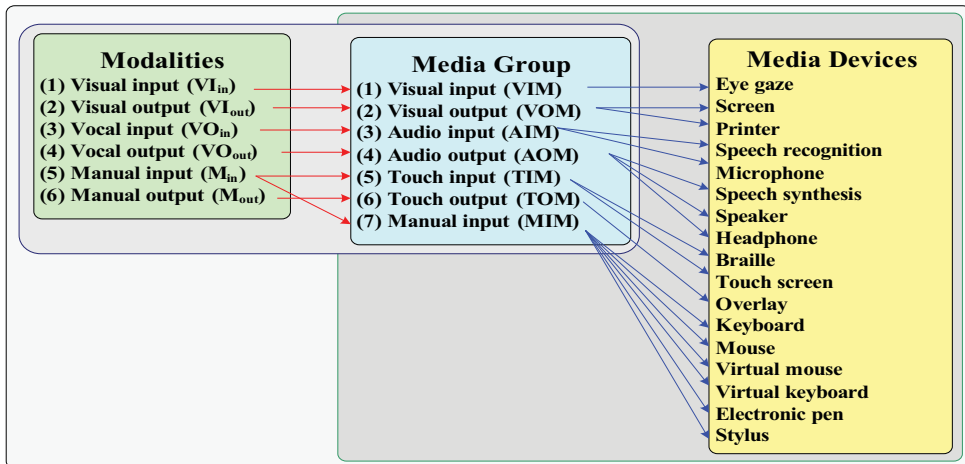 Modalities
(1) Visual input (VIin)
(2) Visual output (VIout)
(3) Vocal input (VOin)
(4) Vocal output (VOout)
(5) Manual input (Min)
(6) Manual output (Mout)
Media Group
(1) Visual input (VIM)
(2) Visual output (VOM)
(3) Audio input (AIM)
(4) Audio output (AOM)
(5) Touch input (TIM)
(6) Touch output (TOM)
(7) Manual input (MIM)
Media Devices
Eye gaze
Screen
Printer
Speech recognition
Microphone
Speech synthesis
Speaker
Headphone
Braille
Touch screen
Overlay
Keyboard
Mouse
Virtual mouse
Virtual keyboard
Electronic pen
Stylus